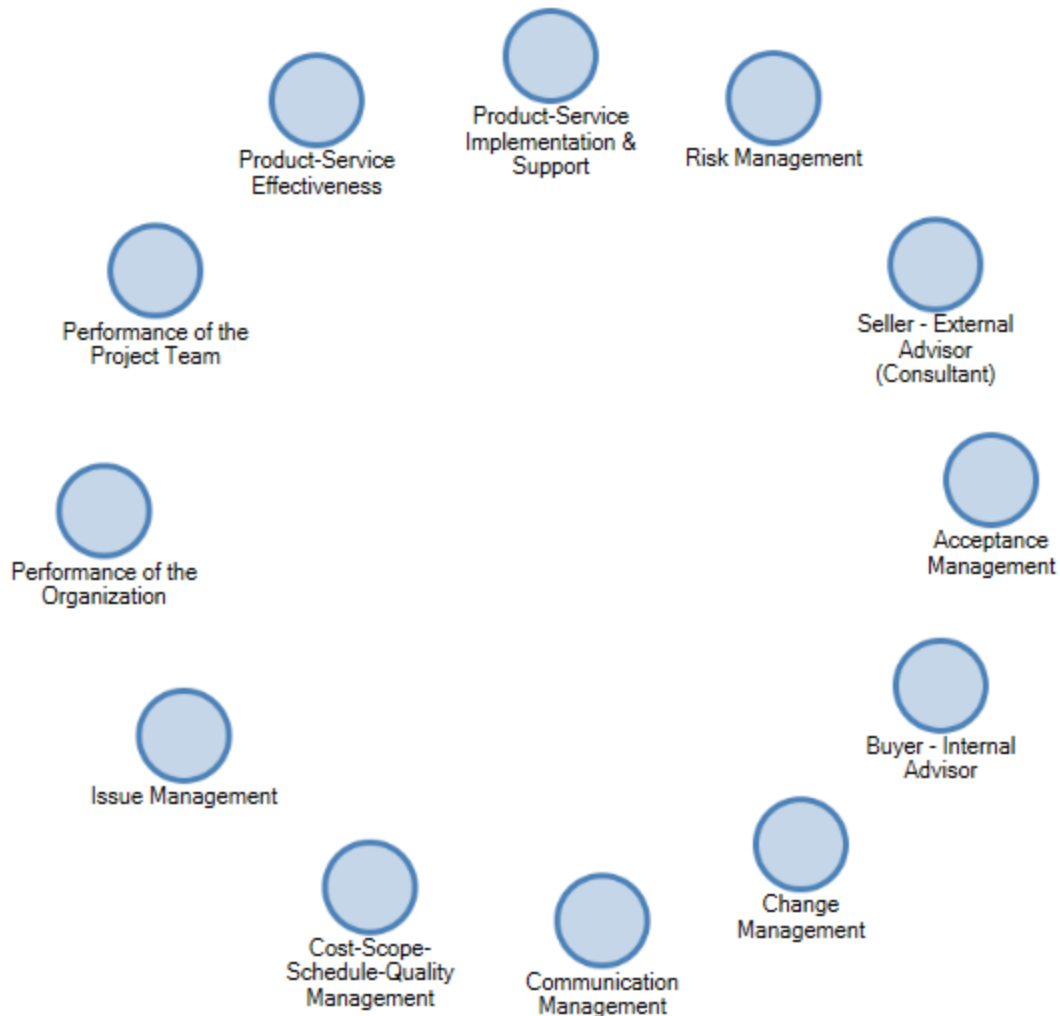 Product-Service
Implementation &
Support
Product-Service
Effectiveness
Risk Management
Performance of the
Project Team
Seller - External
Advisor
(Consultant)
Performance of the
Organization
Acceptance
Management
Issue Management
Buyer - Internal
Advisor
Cost-Scope-
Schedule-Quality
Management
Communication
Management
Change
Management